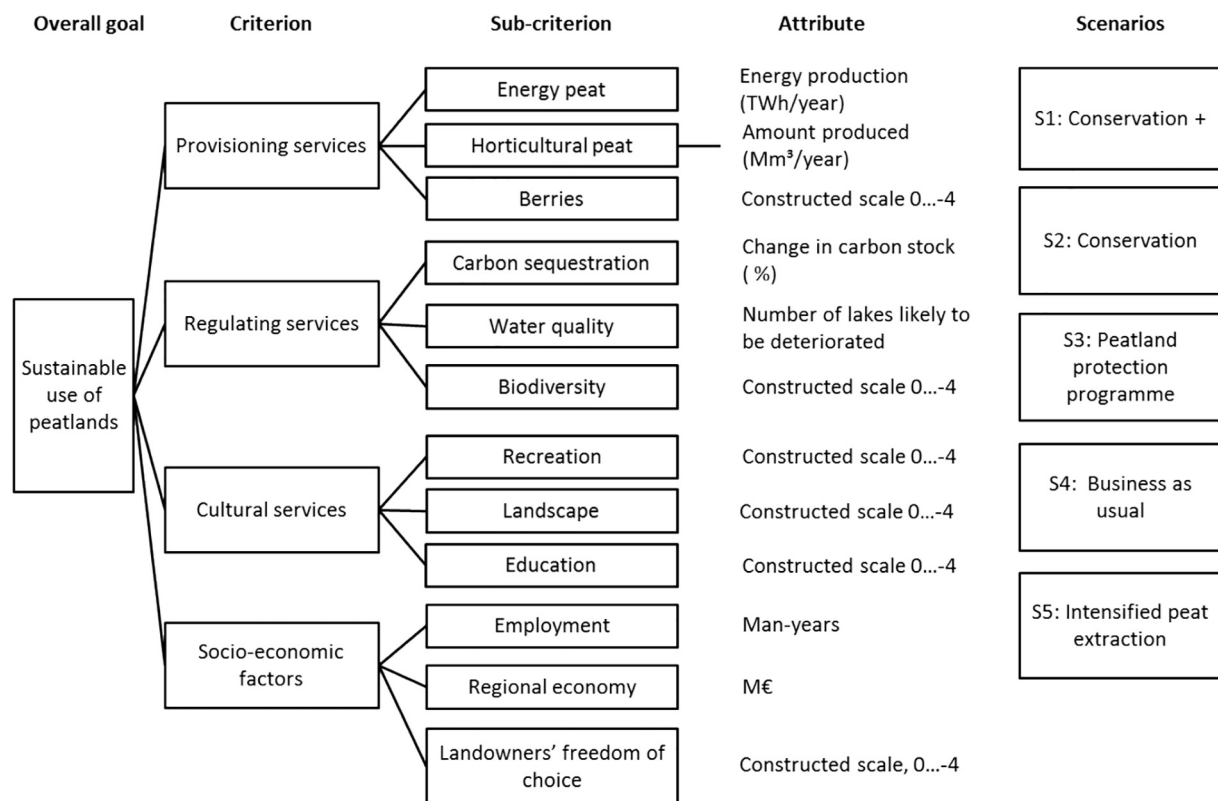 Overall goal
Criterion
Sub-criterion
Attribute
Scenarios
Sustainable
use of
peatlands
Provisioning services
Regulating services
Cultural services
Socio-economic
factors
Energy peat
Horticultural peat
Berries
Carbon sequestration
Water quality
Biodiversity
Recreation
Landscape
Education
Employment
Regional economy
Landowners’ freedom of
choice
Energy production
(TWh/year)
Amount produced
(Mm³/year)
Constructed scale 0...-4
Change in carbon stock
( %)
Number of lakes likely to
be deteriorated
Constructed scale 0...-4
Constructed scale 0...-4
Constructed scale 0...-4
Constructed scale 0...-4
Man-years
M€
Constructed scale, 0...-4
S1: Conservation +
S2: Conservation
S3: Peatland
protection
programme
S4:  Business as
usual
S5: Intensified peat
extraction